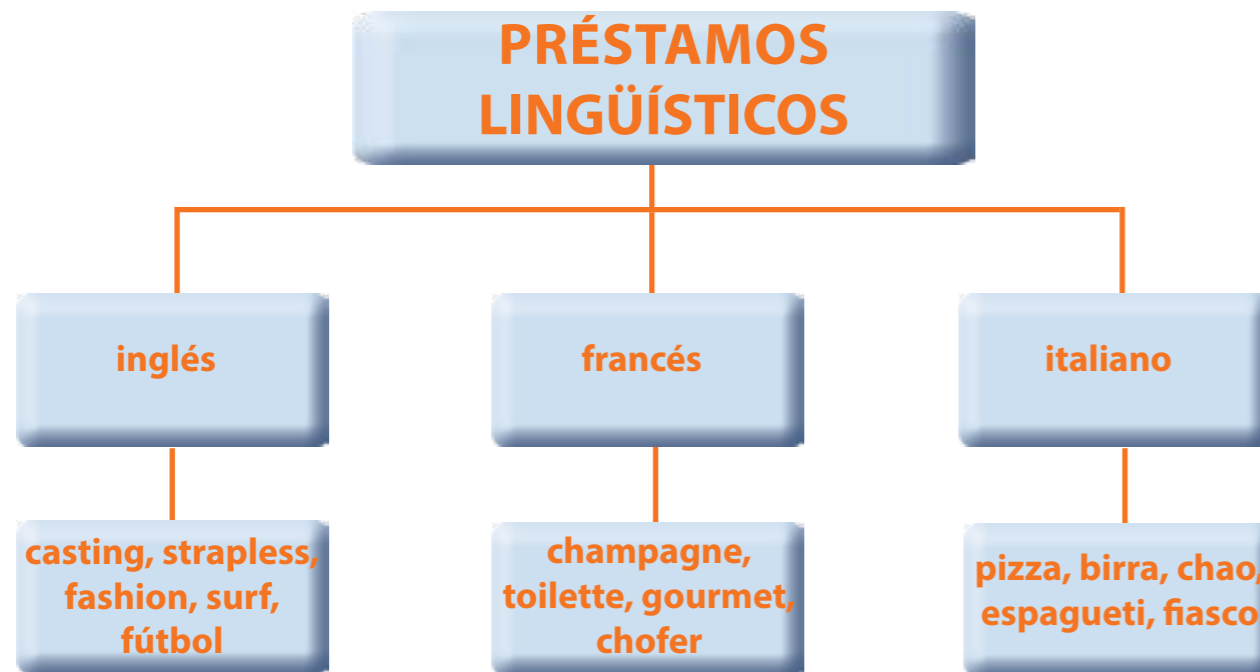 PRÉSTAMOS
LINGÜÍSTICOS
inglés
francés
italiano
casting, strapless,
fashion, surf,
fútbol
champagne,
toilette, gourmet,
chofer
pizza, birra, chao,
espagueti, fiasco